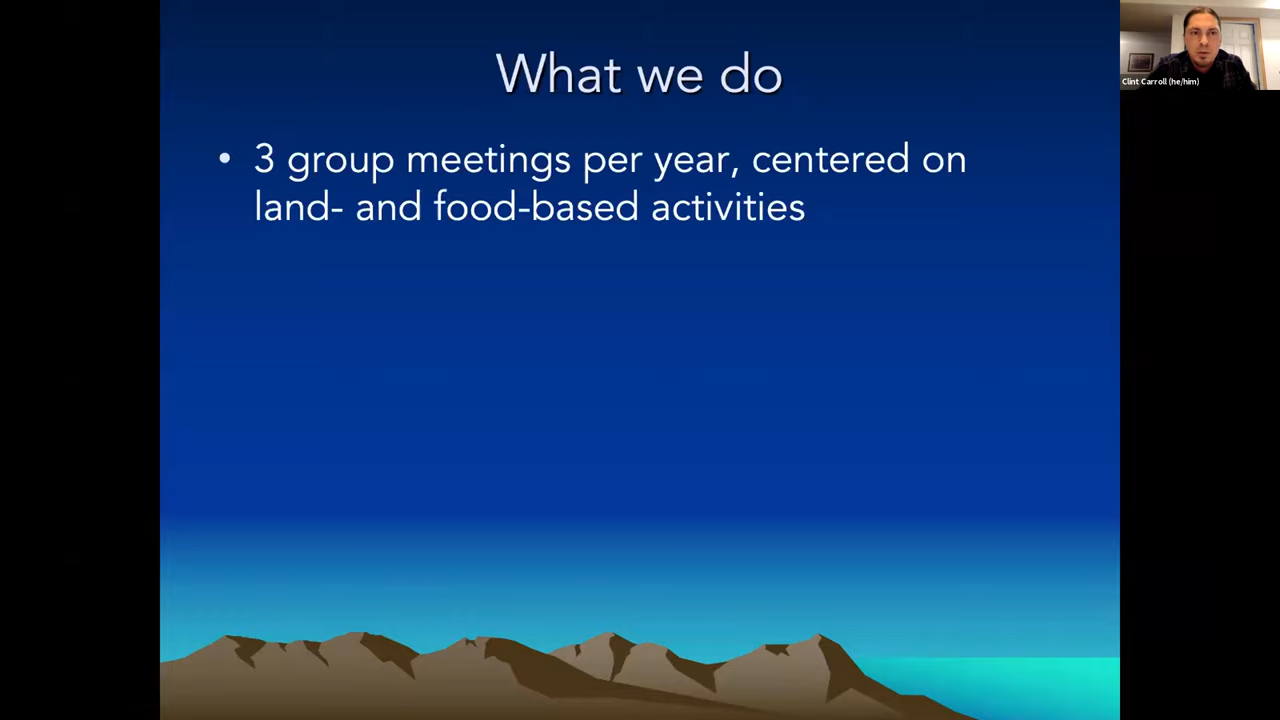 What we do
• 3 group meetings per year, centered on
land- and food-based activities
Clint Carroll (he/him)